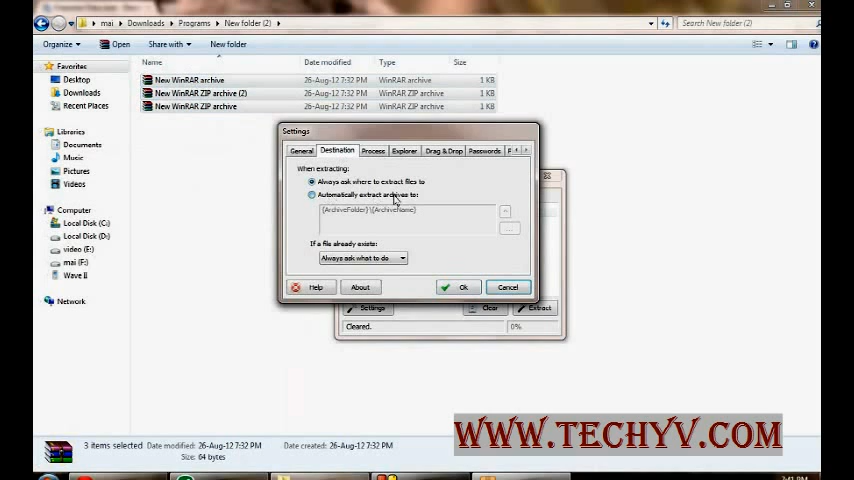 mai ▸ Downloads ▸ Programs ▸ New folder (2) ▸
Search New folder (2)
Organize Open Share with New folder
Favorites
Desktop
Downloads
Recent Places
Libraries
Documents
Music
Pictures
Videos
Computer
Local Disk (C:)
Local Disk (D:)
video (E:)
mai (F:)
Wave II
Network
Name Date modified Type Size
New WinRAR archive 26-Aug-12 7:32 PM WinRAR archive 1 KB
New WinRAR ZIP archive (2) 26-Aug-12 7:32 PM WinRAR ZIP archive 1 KB
New WinRAR ZIP archive 26-Aug-12 7:32 PM WinRAR ZIP archive 1 KB
Settings
General Destination Process Explorer Drag & Drop Passwords F
When extracting:
Always ask where to extract files to
Automatically extract archives to:
{ArchiveFolder}\{ArchiveName}
...
If a file already exists:
Always ask what to do
Help About Ok Cancel
Settings Clear Extract
Cleared. 0%
3 items selected Date modified: 26-Aug-12 7:32 PM Date created: 26-Aug-12 7:32 PM
Size: 64 bytes
WWW.TECHYV.COM
7:41 PM